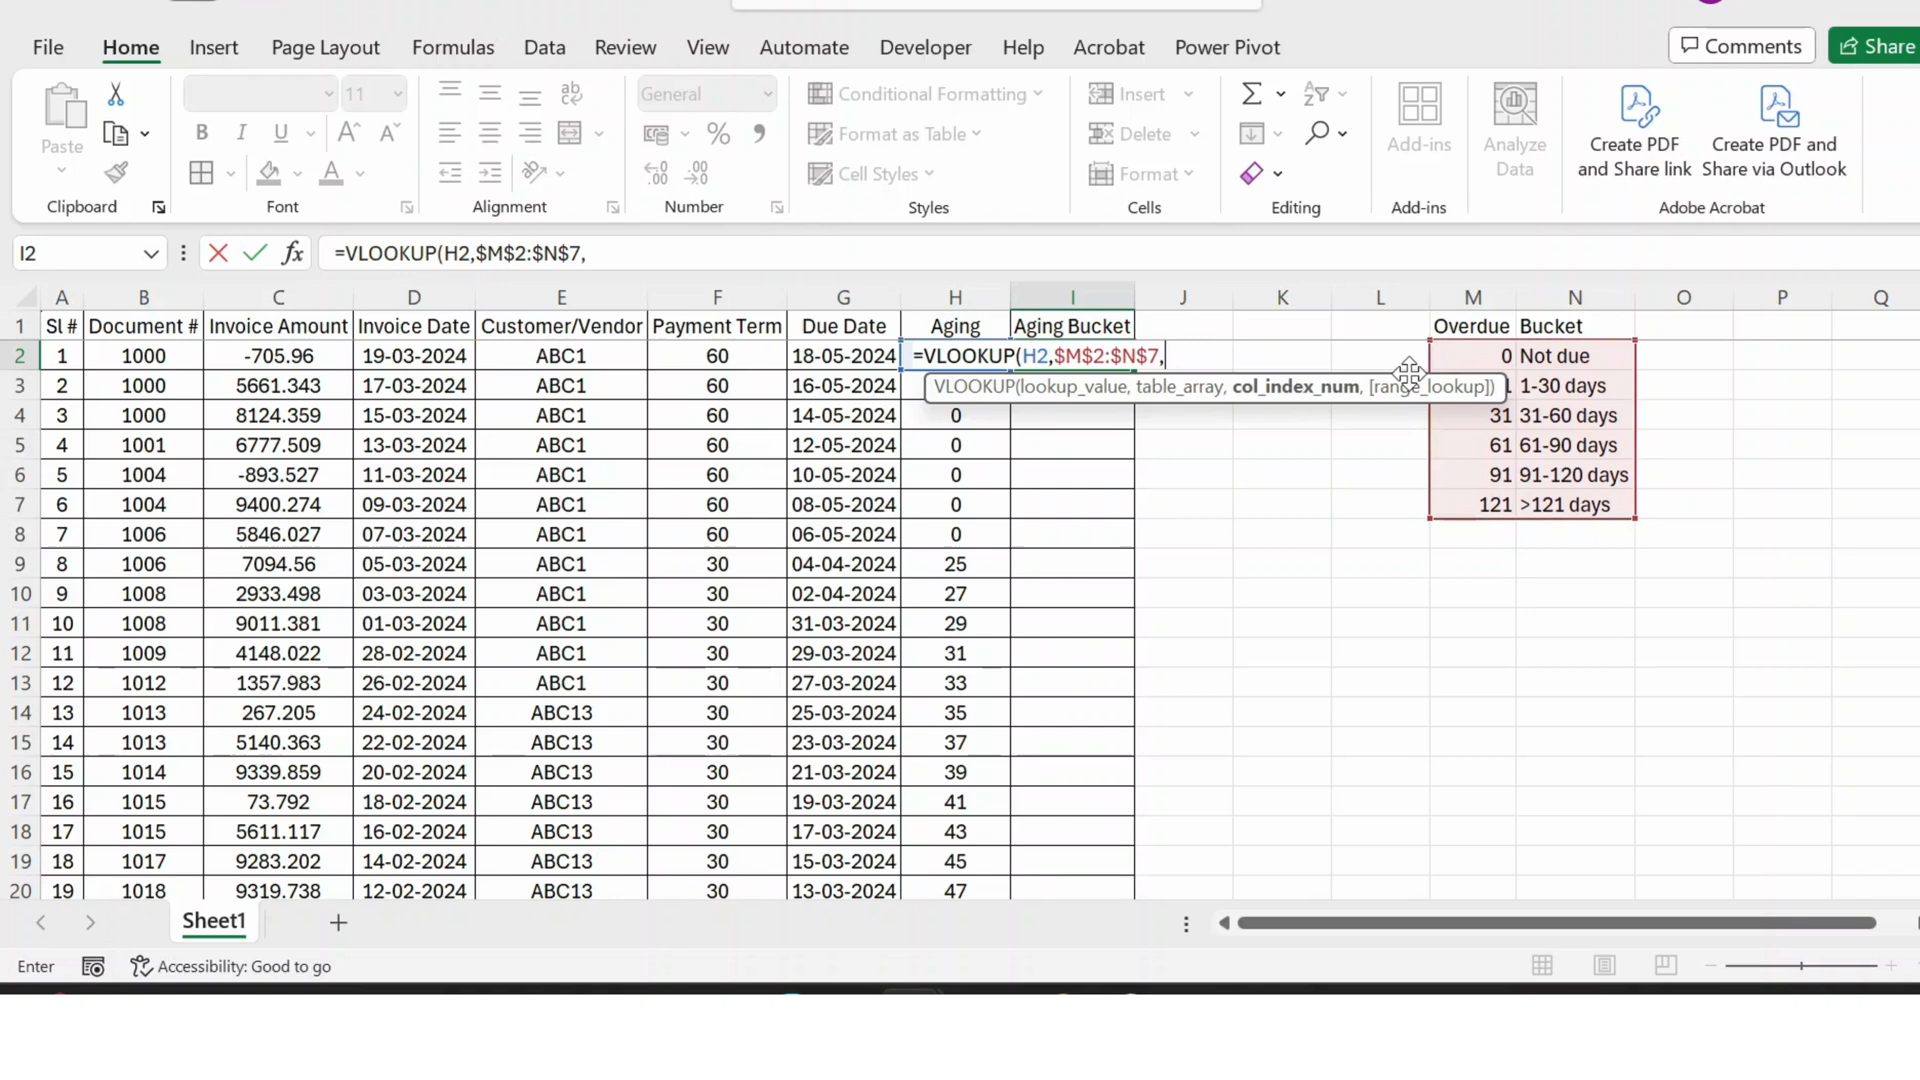 File Home Insert Page Layout Formulas Data Review View Automate Developer Help Acrobat Power Pivot Comments Share
Paste
11
General
Conditional Formatting
Format as Table
Cell Styles
Insert
Delete
Format
Add-ins
Analyze
Data
Create PDF
and Share link
Create PDF and
Share via Outlook
Clipboard Font Alignment Number Styles Cells Editing Add-ins Adobe Acrobat
I2 fx =VLOOKUP(H2,$M$2:$N$7,
A B C D E F G H I J K L M N O P Q
1 Sl # Document # Invoice Amount Invoice Date Customer/Vendor Payment Term Due Date Aging Aging Bucket Overdue Bucket
2 1 1000 -705.96 19-03-2024 ABC1 60 18-05-2024 =VLOOKUP(H2,$M$2:$N$7, 0 Not due
VLOOKUP(lookup_value, table_array, col_index_num, [range_lookup])
3 2 1000 5661.343 17-03-2024 ABC1 60 16-05-2024 1 1-30 days
4 3 1000 8124.359 15-03-2024 ABC1 60 14-05-2024 0 31 31-60 days
5 4 1001 6777.509 13-03-2024 ABC1 60 12-05-2024 0 61 61-90 days
6 5 1004 -893.527 11-03-2024 ABC1 60 10-05-2024 0 91 91-120 days
7 6 1004 9400.274 09-03-2024 ABC1 60 08-05-2024 0 121 >121 days
8 7 1006 5846.027 07-03-2024 ABC1 60 06-05-2024 0
9 8 1006 7094.56 05-03-2024 ABC1 30 04-04-2024 25
10 9 1008 2933.498 03-03-2024 ABC1 30 02-04-2024 27
11 10 1008 9011.381 01-03-2024 ABC1 30 31-03-2024 29
12 11 1009 4148.022 28-02-2024 ABC1 30 29-03-2024 31
13 12 1012 1357.983 26-02-2024 ABC1 30 27-03-2024 33
14 13 1013 267.205 24-02-2024 ABC13 30 25-03-2024 35
15 14 1013 5140.363 22-02-2024 ABC13 30 23-03-2024 37
16 15 1014 9339.859 20-02-2024 ABC13 30 21-03-2024 39
17 16 1015 73.792 18-02-2024 ABC13 30 19-03-2024 41
18 17 1015 5611.117 16-02-2024 ABC13 30 17-03-2024 43
19 18 1017 9283.202 14-02-2024 ABC13 30 15-03-2024 45
20 19 1018 9319.738 12-02-2024 ABC13 30 13-03-2024 47
Sheet1
Enter Accessibility: Good to go